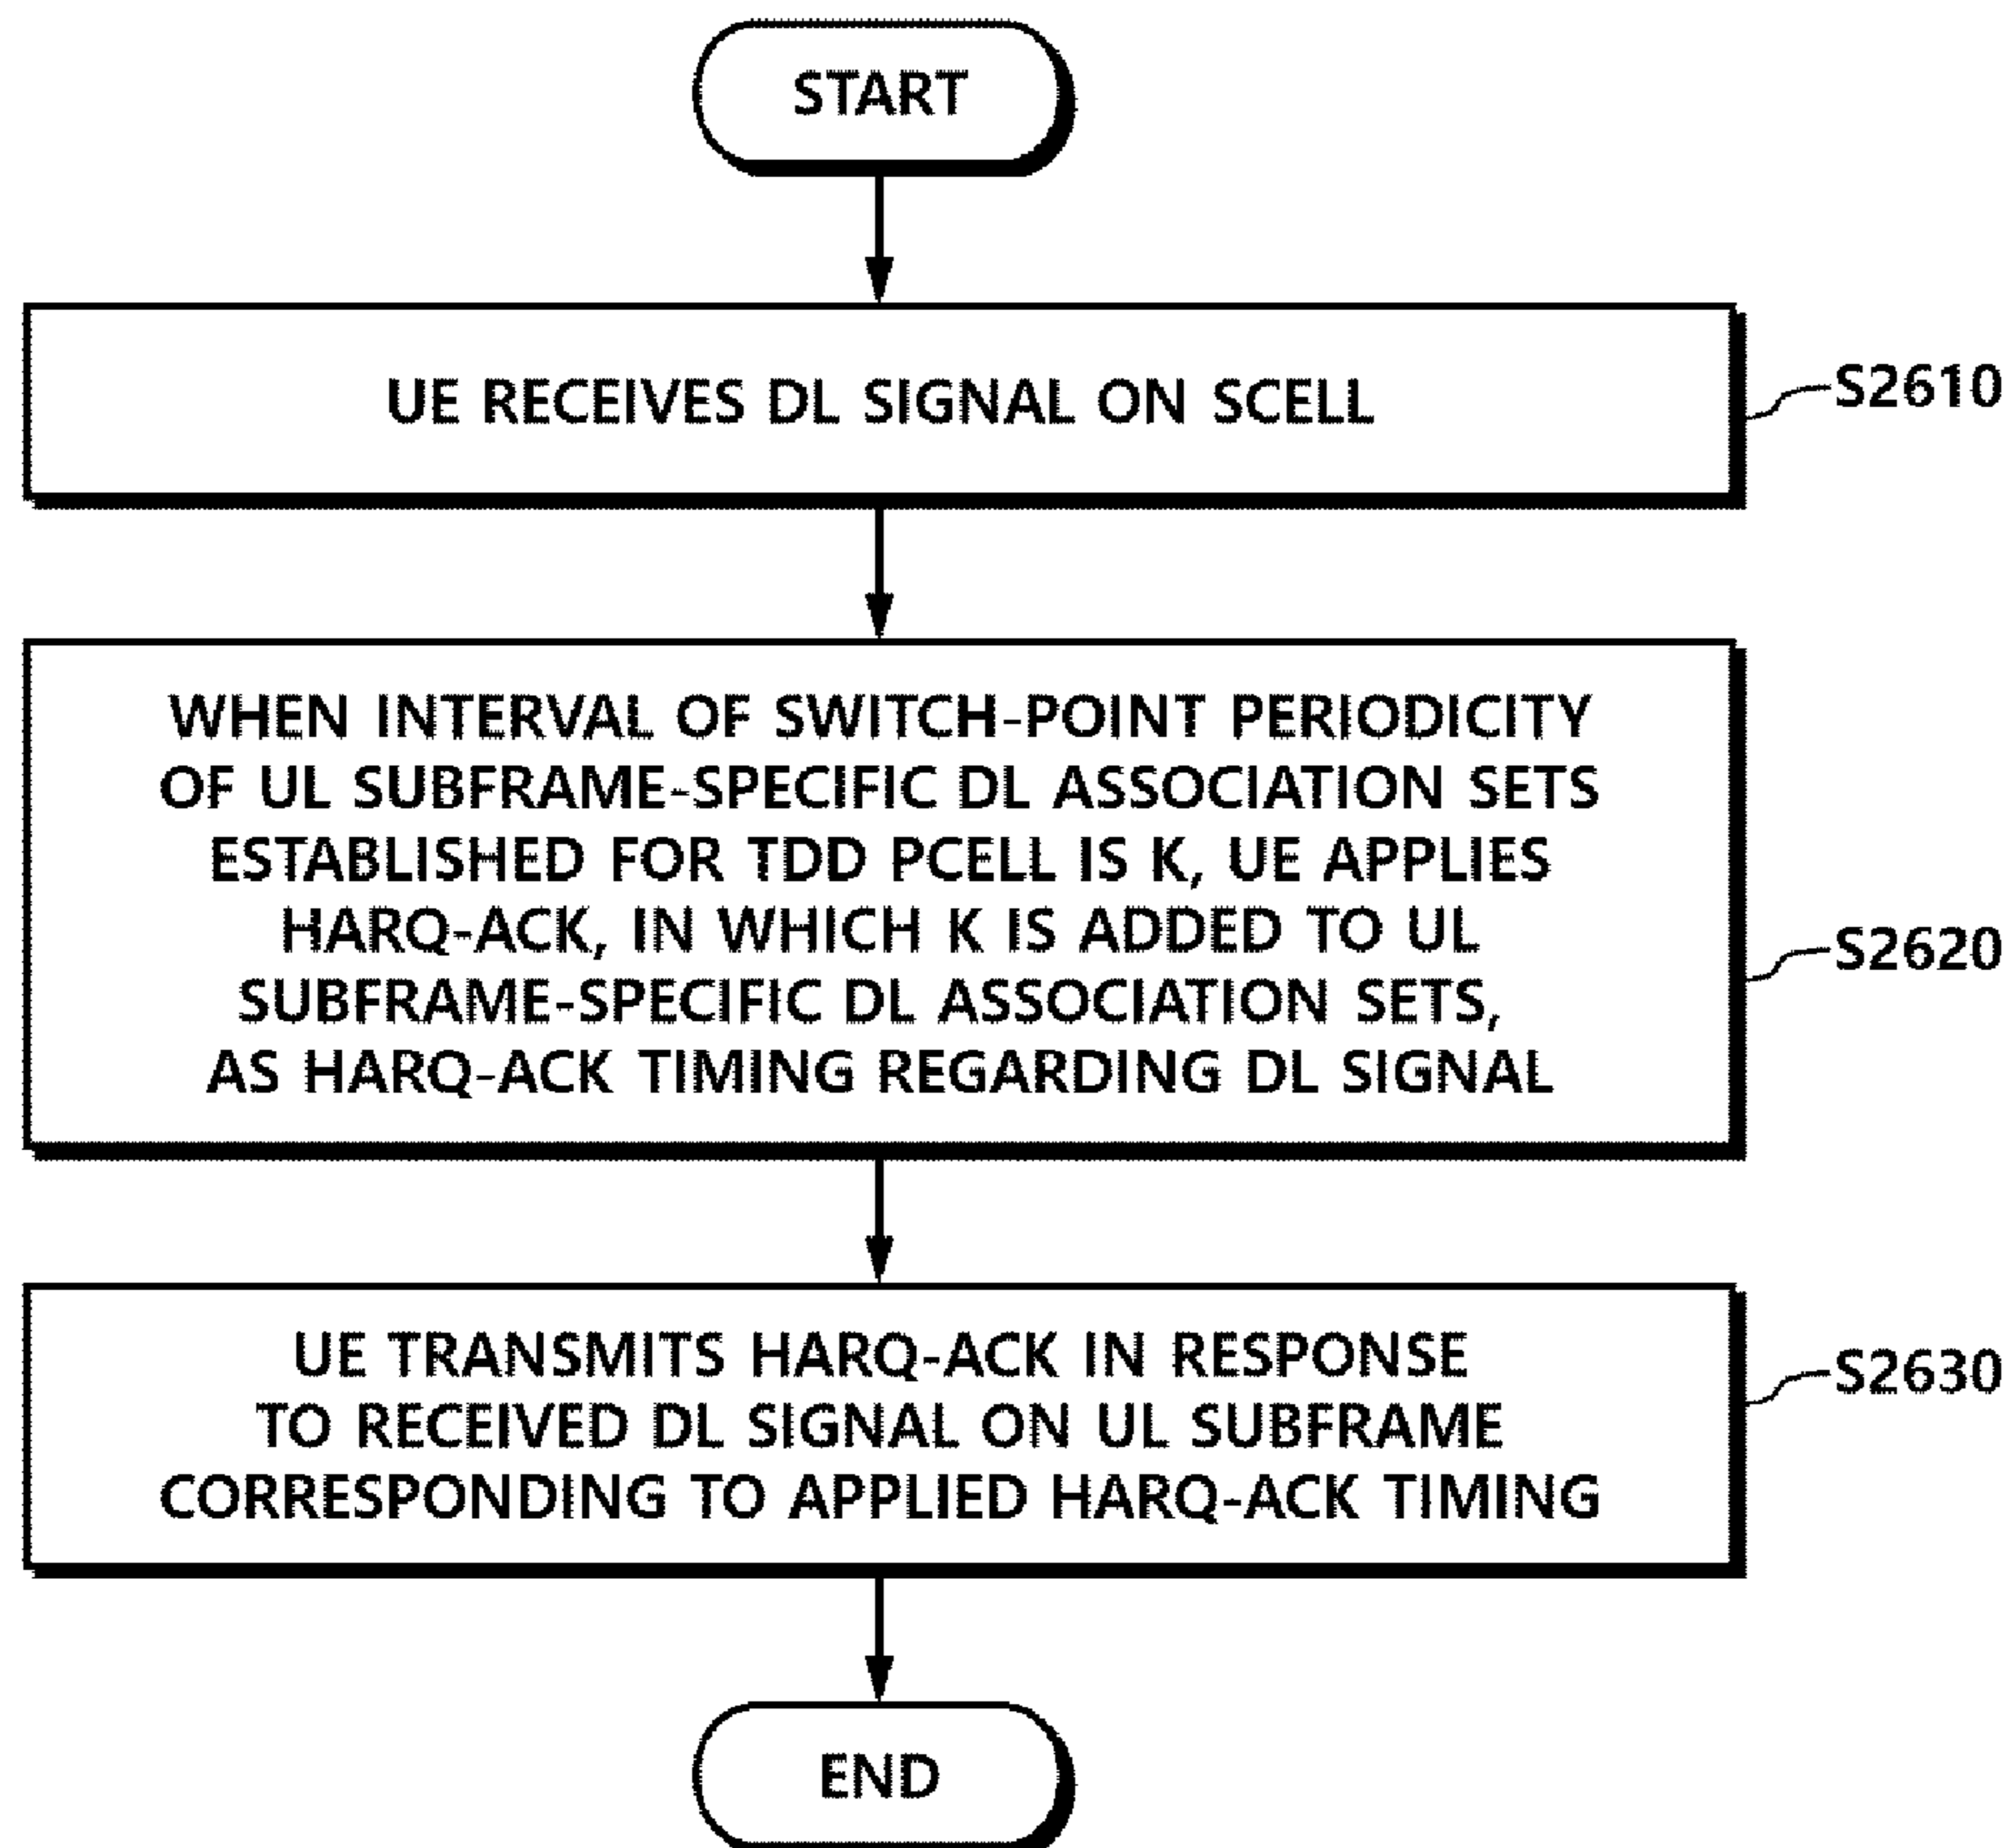 START
UE RECEIVES DL SIGNAL ON SCELL
S2610
WHEN INTERVAL OF SWITCH-POINT PERIODICITY
OF UL SUBFRAME-SPECIFIC DL ASSOCIATION SETS
ESTABLISHED FOR TDD PCELL IS K, UE APPLIES
HARQ-ACK, IN WHICH K IS ADDED TO UL
SUBFRAME-SPECIFIC DL ASSOCIATION SETS,
AS HARQ-ACK TIMING REGARDING DL SIGNAL
S2620
UE TRANSMITS HARQ-ACK IN RESPONSE
TO RECEIVED DL SIGNAL ON UL SUBFRAME
CORRESPONDING TO APPLIED HARQ-ACK TIMING
S2630
END